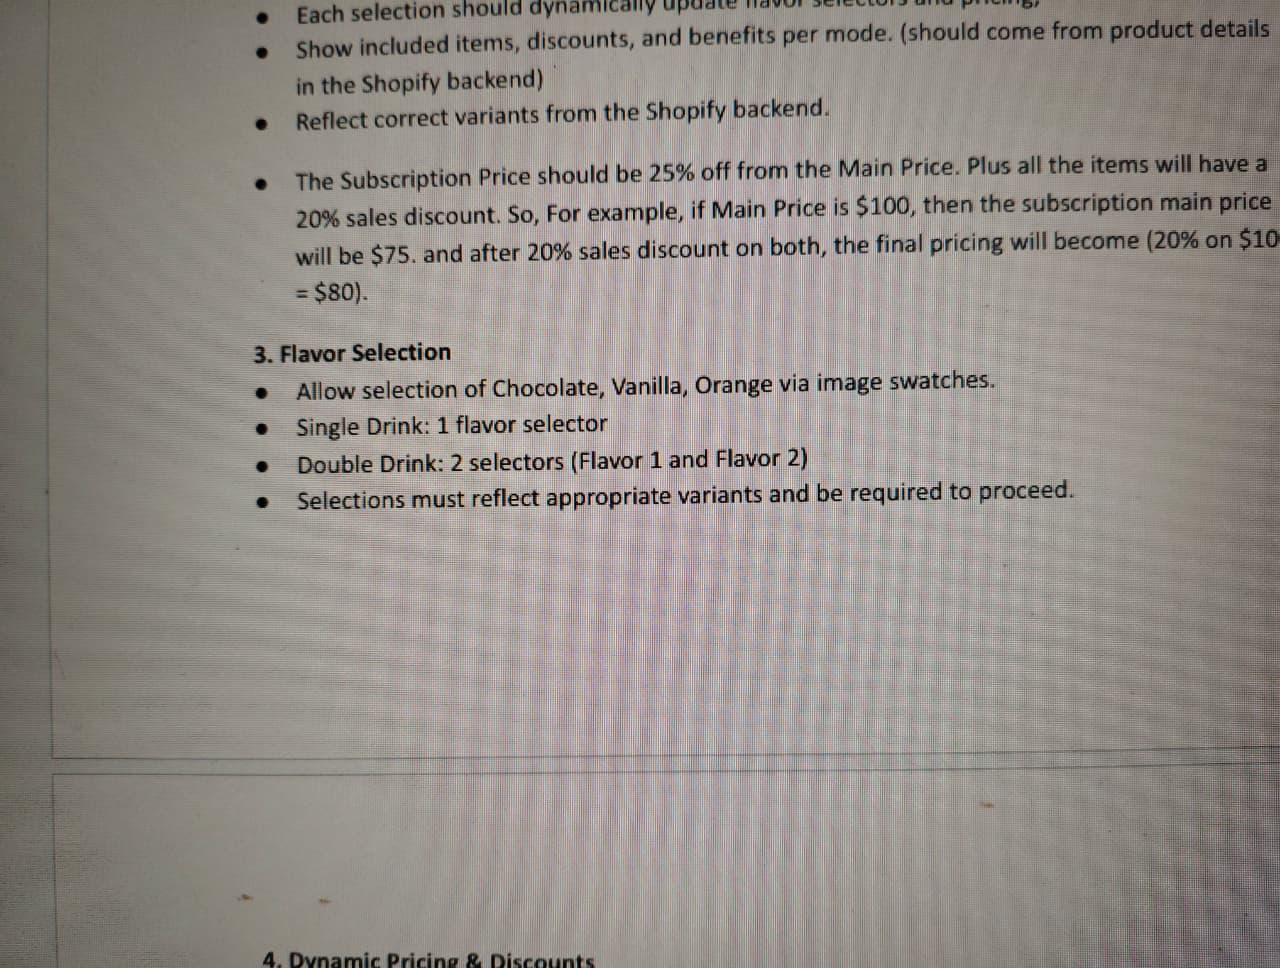 • Each selection should dynamically update flavor selectors and pricing,
• Show included items, discounts, and benefits per mode. (should come from product details
in the Shopify backend)
• Reflect correct variants from the Shopify backend.
• The Subscription Price should be 25% off from the Main Price. Plus all the items will have a
20% sales discount. So, For example, if Main Price is $100, then the subscription main price
will be $75. and after 20% sales discount on both, the final pricing will become (20% on $10
= $80).
3. Flavor Selection
• Allow selection of Chocolate, Vanilla, Orange via image swatches.
• Single Drink: 1 flavor selector
• Double Drink: 2 selectors (Flavor 1 and Flavor 2)
• Selections must reflect appropriate variants and be required to proceed.
4. Dynamic Pricing & Discounts